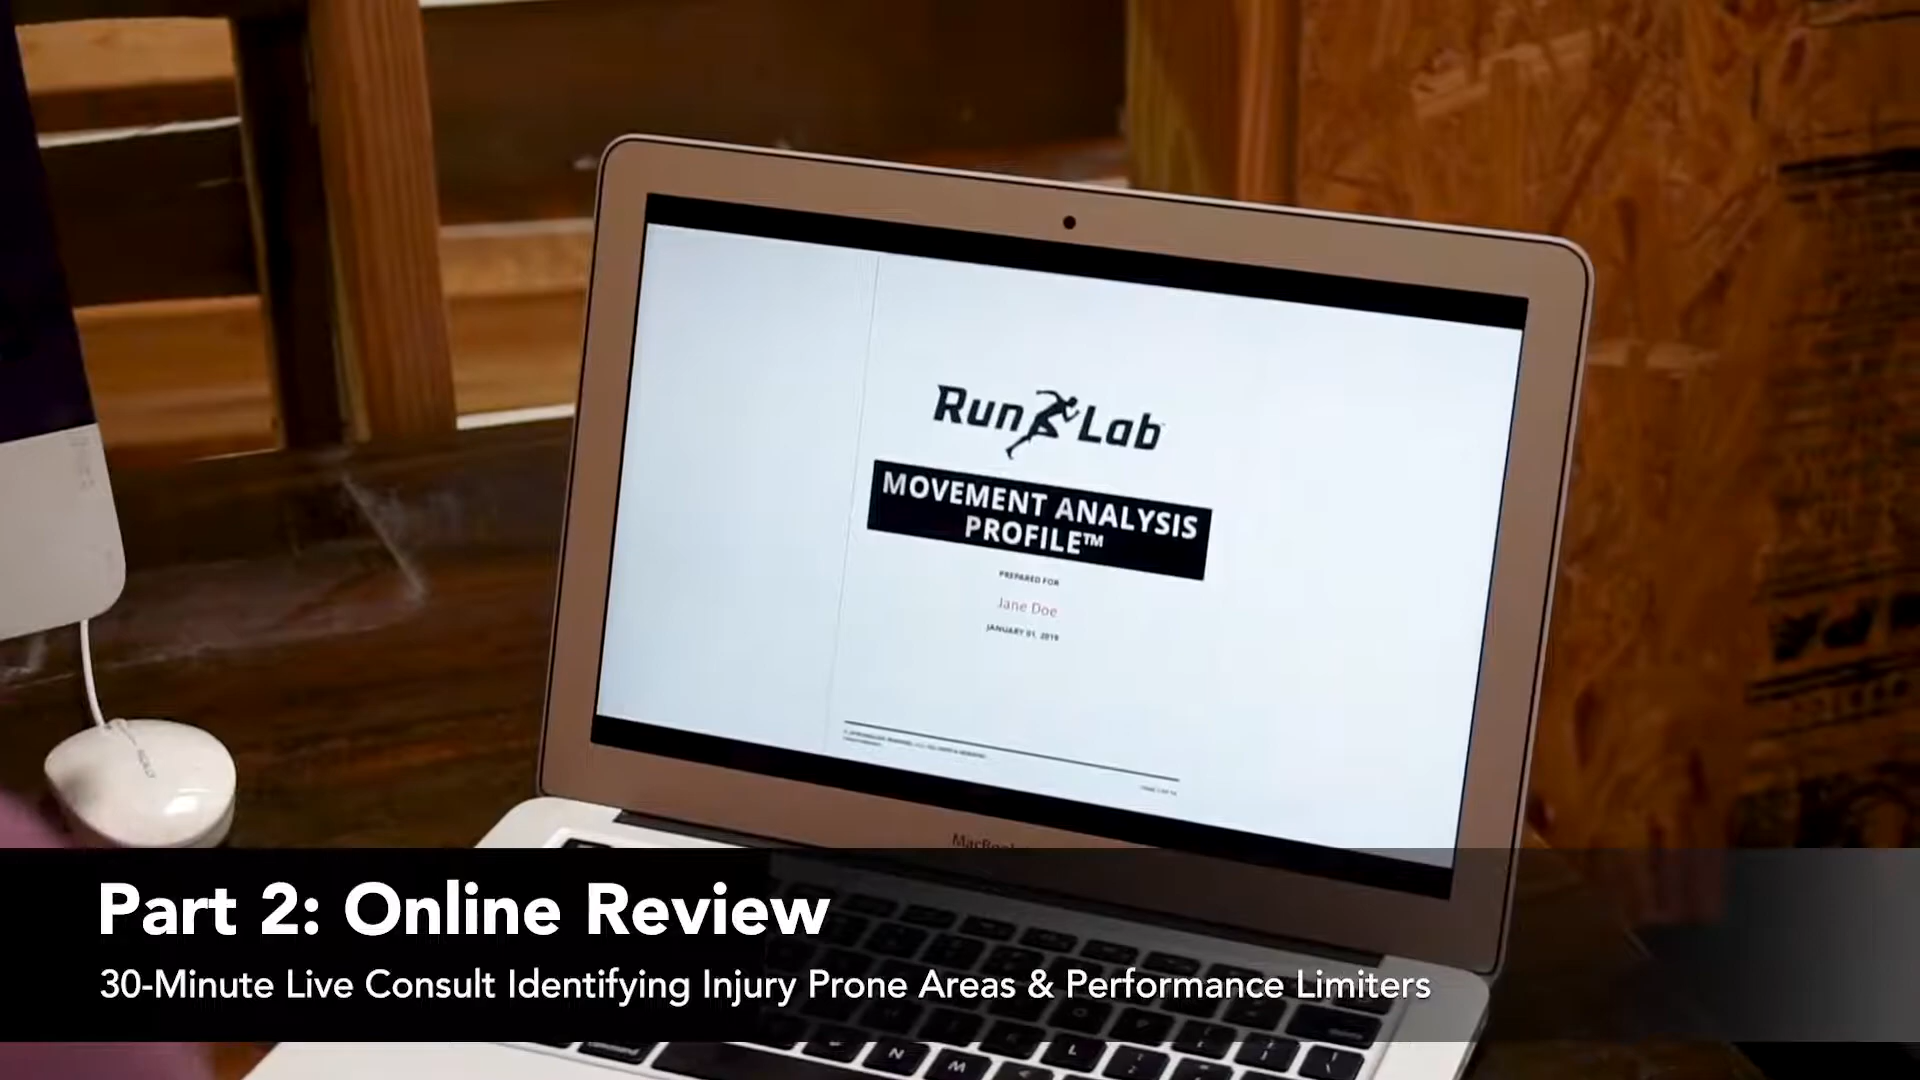 Run Lab
MOVEMENT ANALYSIS
PROFILE™
PREPARED FOR
Jane Doe
JANUARY 01, 2019
Part 2: Online Review
30-Minute Live Consult Identifying Injury Prone Areas & Performance Limiters